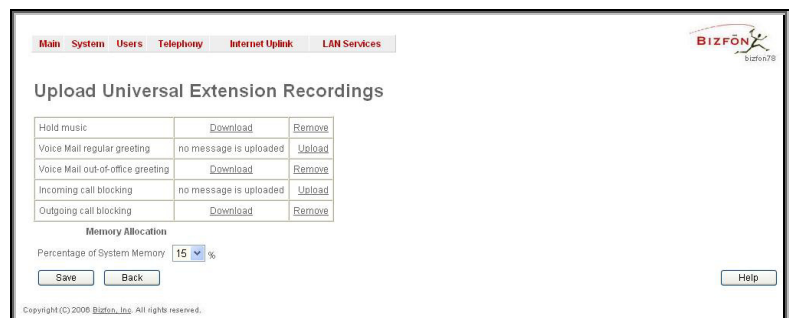 Main System Users Telephony Internet Uplink LAN Services
BIZFŌN
bizfon78
Upload Universal Extension Recordings
Hold music Download Remove
Voice Mail regular greeting no message is uploaded Upload
Voice Mail out-of-office greeting Download Remove
Incoming call blocking no message is uploaded Upload
Outgoing call blocking Download Remove
Memory Allocation
Percentage of System Memory 15 %
Save Back Help
Copyright (C) 2006 Bizfon, Inc. All rights reserved.